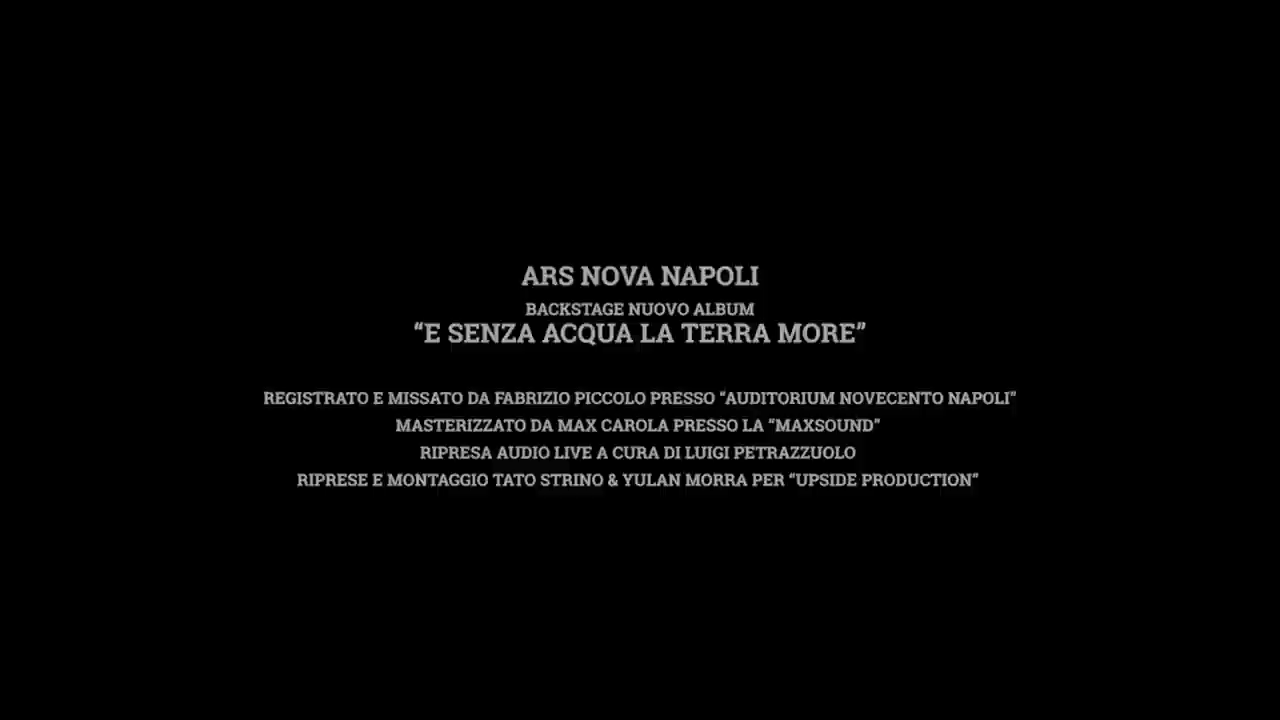 ARS NOVA NAPOLI
BACKSTAGE NUOVO ALBUM
“E SENZA ACQUA LA TERRA MORE”
REGISTRATO E MISSATO DA FABRIZIO PICCOLO PRESSO “AUDITORIUM NOVECENTO NAPOLI”
MASTERIZZATO DA MAX CAROLA PRESSO LA “MAXSOUND”
RIPRESA AUDIO LIVE A CURA DI LUIGI PETRAZZUOLO
RIPRESE E MONTAGGIO TATO STRINO & YULAN MORRA PER “UPSIDE PRODUCTION”